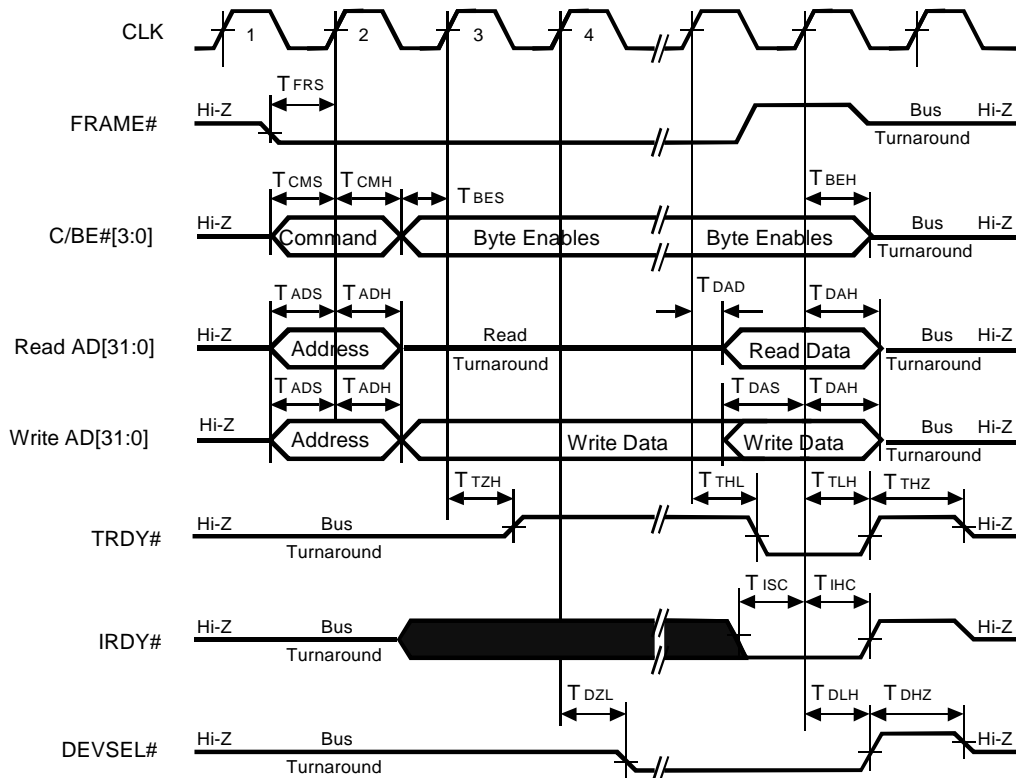 CLK 1 2 3 4
TFRS
FRAME# Hi-Z Bus Hi-Z
Turnaround
TCMS TCMH TBES TBEH
C/BE#[3:0] Hi-Z Command Byte Enables Byte Enables Bus Hi-Z
Turnaround
TDAD
TADS TADH TDAH
Read AD[31:0] Hi-Z Address Read Read Data Bus Hi-Z
Turnaround Turnaround
TADS TADH TDAS TDAH
Write AD[31:0] Hi-Z Address Write Data Write Data Bus Hi-Z
Turnaround
TTZH TTHL TTLH TTHZ
TRDY# Hi-Z Bus Hi-Z
Turnaround
TISC TIHC
IRDY# Hi-Z Bus Hi-Z
Turnaround
TDZL TDLH TDHZ
DEVSEL# Hi-Z Bus Hi-Z
Turnaround